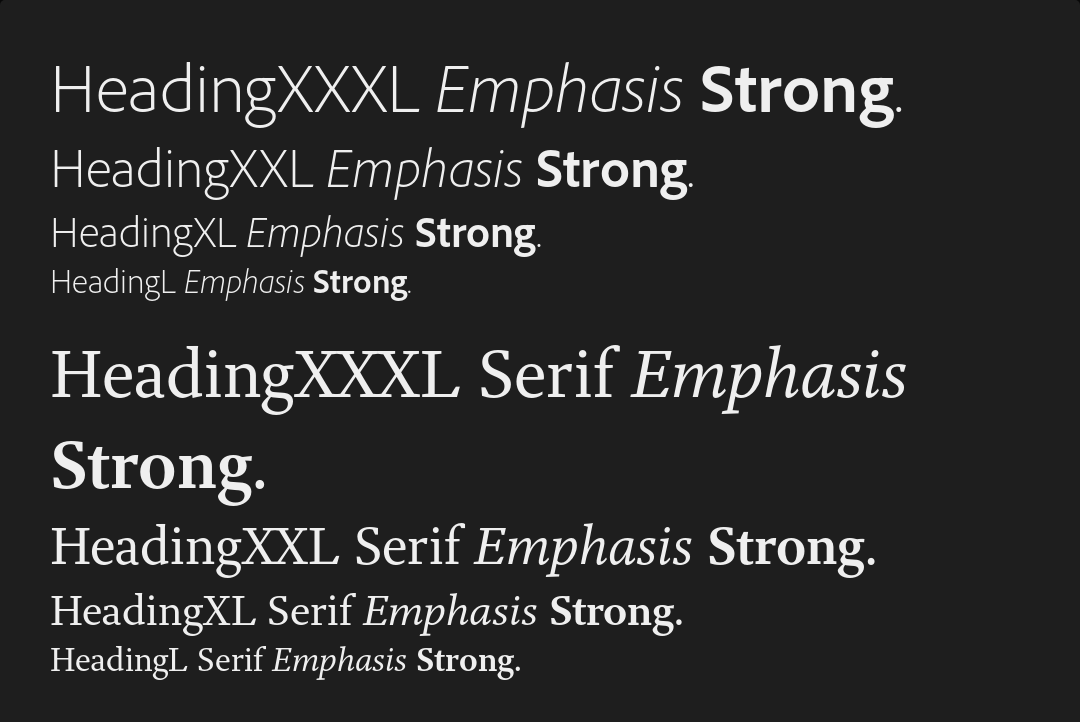 HeadingXXXL Emphasis Strong.
HeadingXXL Emphasis Strong.
HeadingXL Emphasis Strong.
HeadingL Emphasis Strong.
HeadingXXXL Serif Emphasis
Strong.
HeadingXXL Serif Emphasis Strong.
HeadingXL Serif Emphasis Strong.
HeadingL Serif Emphasis Strong.